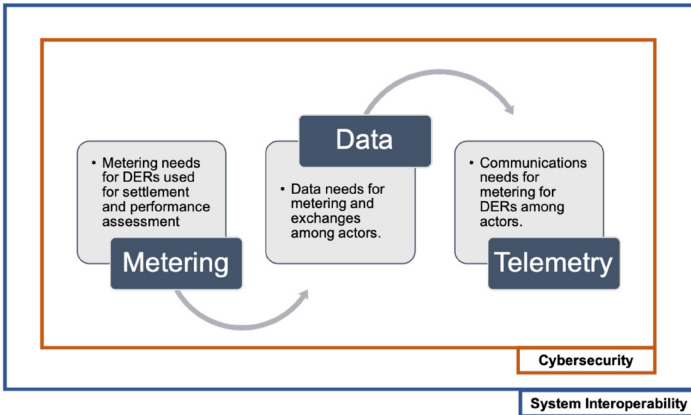 • Metering needs
for DERs used
for settlement
and performance
assessment
Metering
Data
• Data needs for
metering and
exchanges
among actors.
• Communications
needs for
metering for
DERs among
actors.
Telemetry
Cybersecurity
System Interoperability